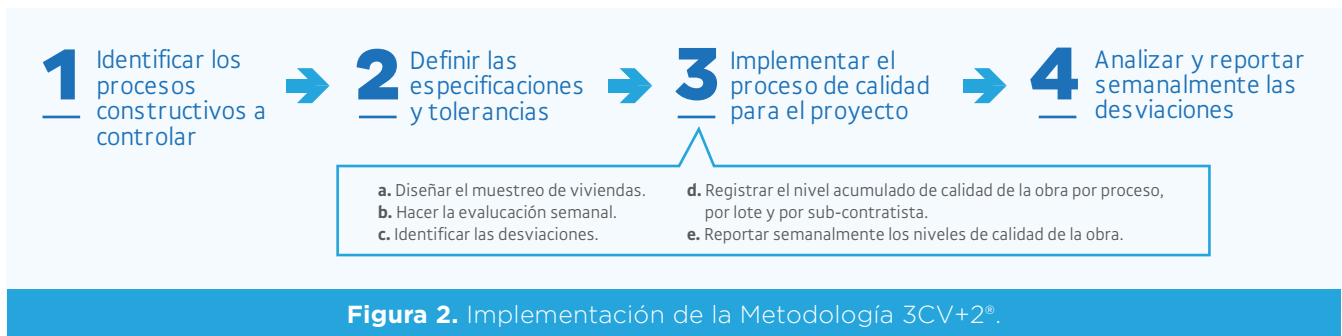 1 Identificar los
procesos
constructivos a
controlar
2 Definir las
especificaciones
y tolerancias
3 Implementar el
proceso de calidad
para el proyecto
4 Analizar y reportar
semanalmente las
desviaciones
a. Diseñar el muestreo de viviendas.
b. Hacer la evalucación semanal.
c. Identificar las desviaciones.
d. Registrar el nivel acumulado de calidad de la obra por proceso,
por lote y por sub-contratista.
e. Reportar semanalmente los niveles de calidad de la obra.
Figura 2. Implementación de la Metodología 3CV+2®.